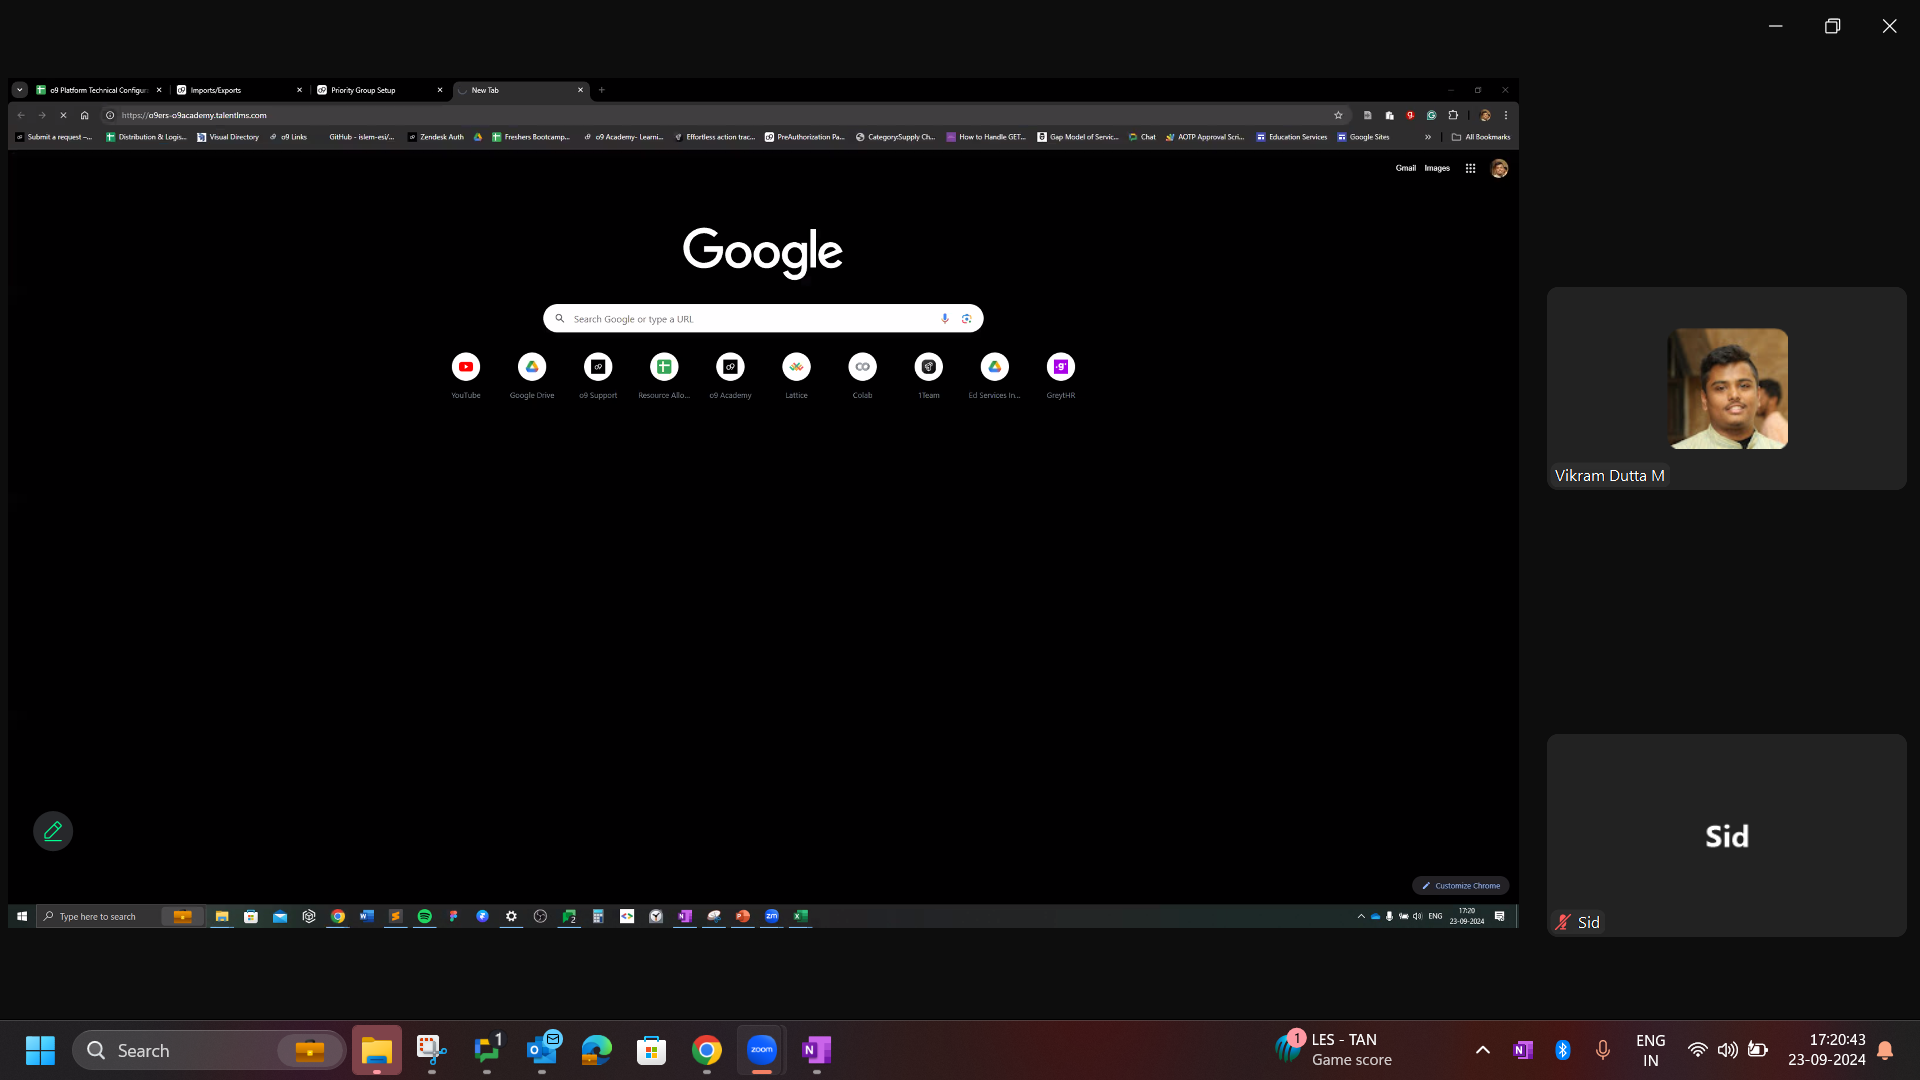 o9 Platform Technical Configur
Imports/Exports
Priority Group Setup
New Tab
https://o9ers-o9academy.talentlms.com
Submit a request –...
Distribution & Logis...
Visual Directory
o9 Links
GitHub - islem-esi/...
Zendesk Auth
Freshers Bootcamp...
o9 Academy- Learni...
Effortless action trac...
PreAuthorization Pa...
Category:Supply Ch...
How to Handle GET...
Gap Model of Servic...
Chat
AOTP Approval Scri...
Education Services
Google Sites
»
All Bookmarks
Gmail
Images
Google
Search Google or type a URL
YouTube
Google Drive
o9 Support
Resource Allo...
o9 Academy
Lattice
Colab
1Team
Ed Services In...
GreytHR
Vikram Dutta M
Sid
Sid
Customize Chrome
Type here to search
ENG
17:20
23-09-2024
Search
1
zoom
1
LES - TAN
Game score
ENG
IN
17:20:43
23-09-2024